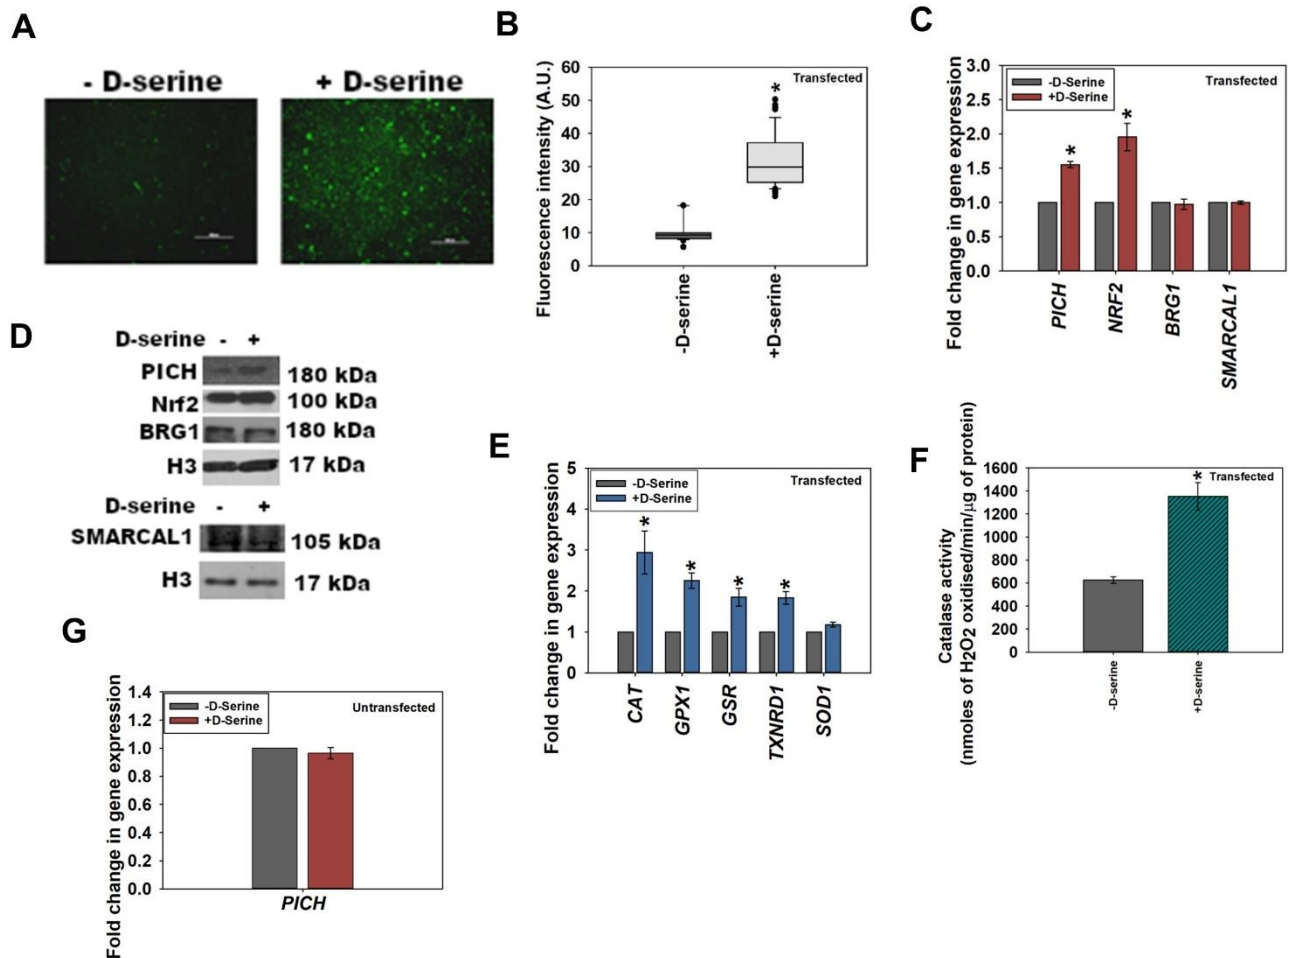 A
- D-serine
+ D-serine
B
Fluorescence intensity (A.U.)
60
50
40
30
20
10
0
Transfected
*
-D-serine
+D-serine
C
Fold change in gene expression
3.0
2.5
2.0
1.5
1.0
0.5
0.0
-D-Serine
+D-Serine
Transfected
*
*
PICH
NRF2
BRG1
SMARCAL1
D
D-serine - +
PICH 180 kDa
Nrf2 100 kDa
BRG1 180 kDa
H3 17 kDa
D-serine - +
SMARCAL1 105 kDa
H3 17 kDa
E
Fold change in gene expression
5
4
3
2
1
0
-D-Serine
+D-Serine
Transfected
*
*
*
*
CAT
GPX1
GSR
TXNRD1
SOD1
F
Catalase activity
(nmoles of H2O2 oxidised/min/µg of protein)
1600
1400
1200
1000
800
600
400
200
0
Transfected
*
-D-serine
+D-serine
G
Fold change in gene expression
1.4
1.2
1.0
0.8
0.6
0.4
0.2
0.0
-D-Serine
+D-Serine
Untransfected
PICH